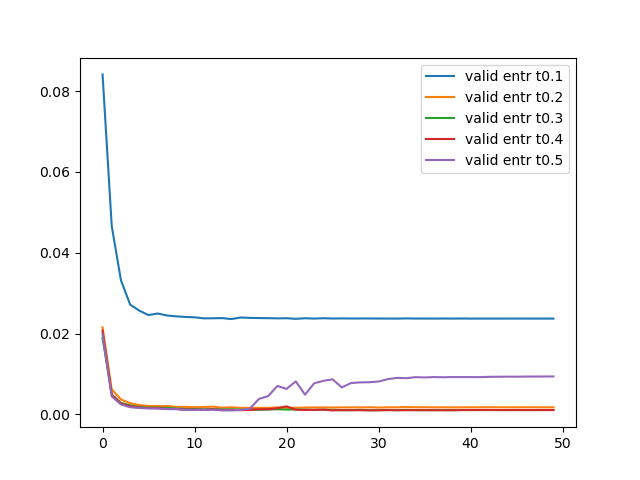 valid entr t0.1
valid entr t0.2
valid entr t0.3
valid entr t0.4
valid entr t0.5
0.08
0.06
0.04
0.02
0.00
0 10 20 30 40 50